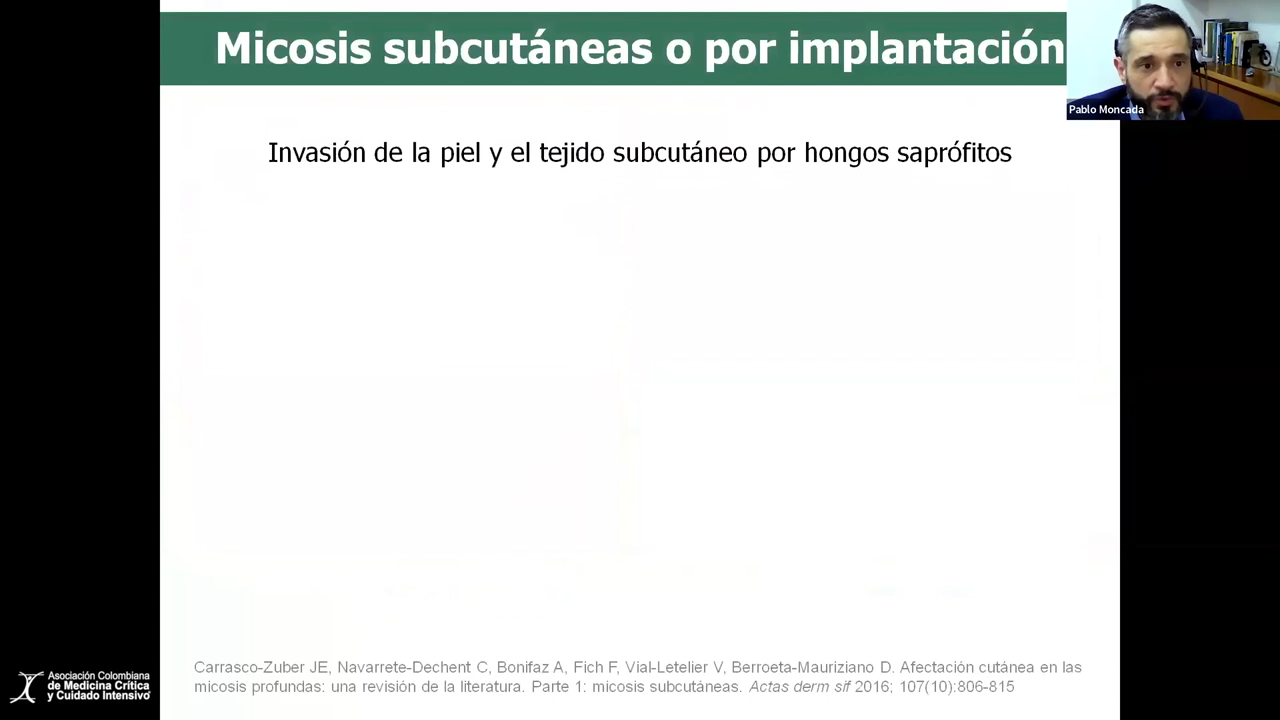 Micosis subcutáneas o por implantación
Pablo Moncada
Invasión de la piel y el tejido subcutáneo por hongos saprófitos
Carrasco-Zuber JE, Navarrete-Dechent C, Bonifaz A, Fich F, Vial-Letelier V, Berroeta-Mauriziano D. Afectación cutánea en las
micosis profundas: una revisión de la literatura. Parte 1: micosis subcutáneas. Actas derm sif 2016; 107(10):806-815
Asociación Colombiana
de Medicina Crítica
y Cuidado Intensivo